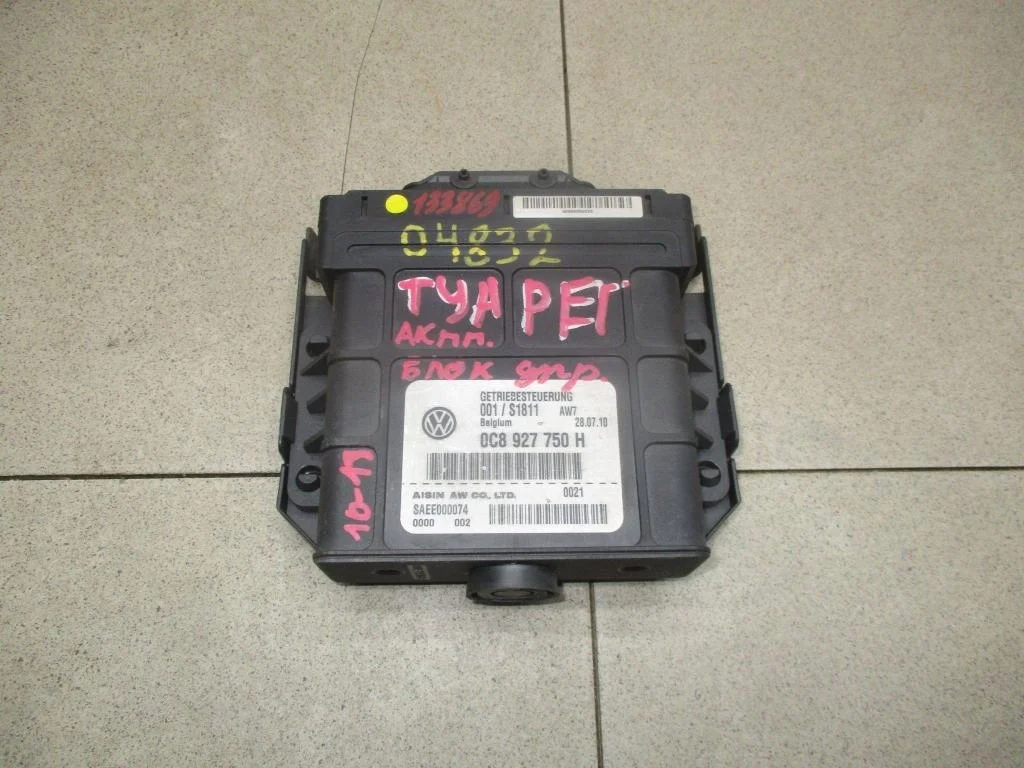 133869
04832
ТУАРЕГ
АКПП.
БЛОК упр.
10-11
GETRIEBESTEUERUNG
001 / S1811 AW7
Belgium - 28.07.10
0C8 927 750 H
AISIN AW CO., LTD. 0021
SAEE000074
0000 002